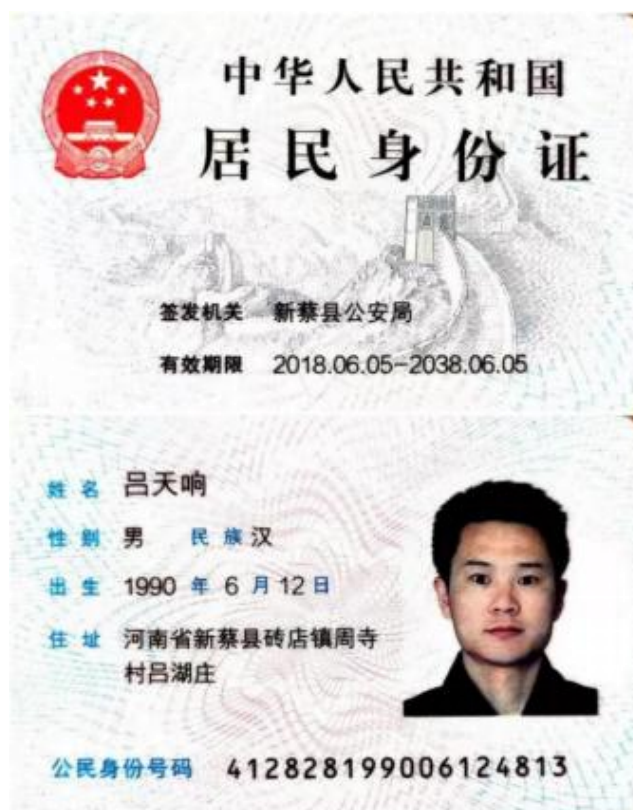 中华人民共和国
居民身份证
签发机关 新蔡县公安局
有效期限 2018.06.05-2038.06.05
姓名 吕天响
性别 男 民族 汉
出生 1990 年 6 月 12 日
住址 河南省新蔡县砖店镇周寺
村吕湖庄
公民身份号码 412828199006124813